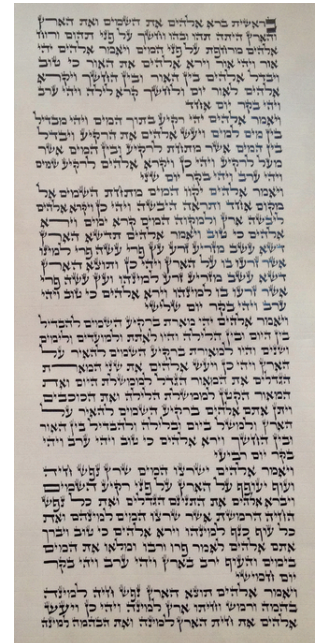 בראשית ברא אלהים את השמים ואת הארץ
והארץ היתה תהו ובהו וחשך על פני תהום ורוח
אלהים מרחפת על פני המים ויאמר אלהים יהי
אור ויהי אור וירא אלהים את האור כי טוב
ויבדל אלהים בין האור ובין החשך ויקרא
אלהים לאור יום ולחשך קרא לילה ויהי ערב
ויהי בקר יום אחד
ויאמר אלהים יהי רקיע בתוך המים ויהי מבדיל
בין מים למים ויעש אלהים את הרקיע ויבדל
בין המים אשר מתחת לרקיע ובין המים אשר
מעל לרקיע ויהי כן ויקרא אלהים לרקיע שמים
ויהי ערב ויהי בקר יום שני
ויאמר אלהים יקוו המים מתחת השמים אל
מקום אחד ותראה היבשה ויהי כן ויקרא אלהים
ליבשה ארץ ולמקוה המים קרא ימים וירא
אלהים כי טוב ויאמר אלהים תדשא הארץ
דשא עשב מזריע זרע עץ פרי עשה פרי למינו
אשר זרעו בו על הארץ ויהי כן ותוצא הארץ
דשא עשב מזריע זרע למינהו ועץ עשה פרי
אשר זרעו בו למינהו וירא אלהים כי טוב ויהי
ערב ויהי בקר יום שלישי
ויאמר אלהים יהי מארת ברקיע השמים להבדיל
בין היום ובין הלילה והיו לאתת ולמועדים ולימים
ושנים והיו למאורת ברקיע השמים להאיר על
הארץ ויהי כן ויעש אלהים את שני המארת
הגדלים את המאור הגדל לממשלת היום ואת
המאור הקטן לממשלת הלילה ואת הכוכבים
ויתן אתם אלהים ברקיע השמים להאיר על
הארץ ולמשל ביום ובלילה ולהבדיל בין האור
ובין החשך וירא אלהים כי טוב ויהי ערב ויהי
בקר יום רביעי
ויאמר אלהים ישרצו המים שרץ נפש חיה
ועוף יעופף על הארץ על פני רקיע השמים
ויברא אלהים את התנינם הגדלים ואת כל נפש
החיה הרמשת אשר שרצו המים למינהם ואת
כל עוף כנף למינהו וירא אלהים כי טוב ויברך
אתם אלהים לאמר פרו ורבו ומלאו את המים
בימים והעוף ירב בארץ ויהי ערב ויהי בקר
יום חמישי
ויאמר אלהים תוצא הארץ נפש חיה למינה
בהמה ורמש וחיתו ארץ למינה ויהי כן ויעש
אלהים את חית הארץ למינה ואת הבהמה למינה